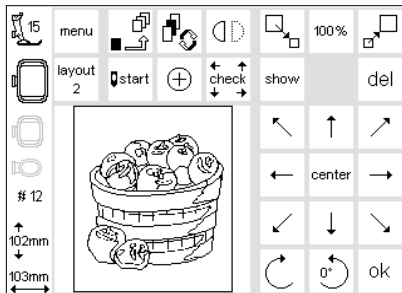 15
menu
100%
layout
2
start
check
show
del
center
# 12
102mm
103mm
0°
ok